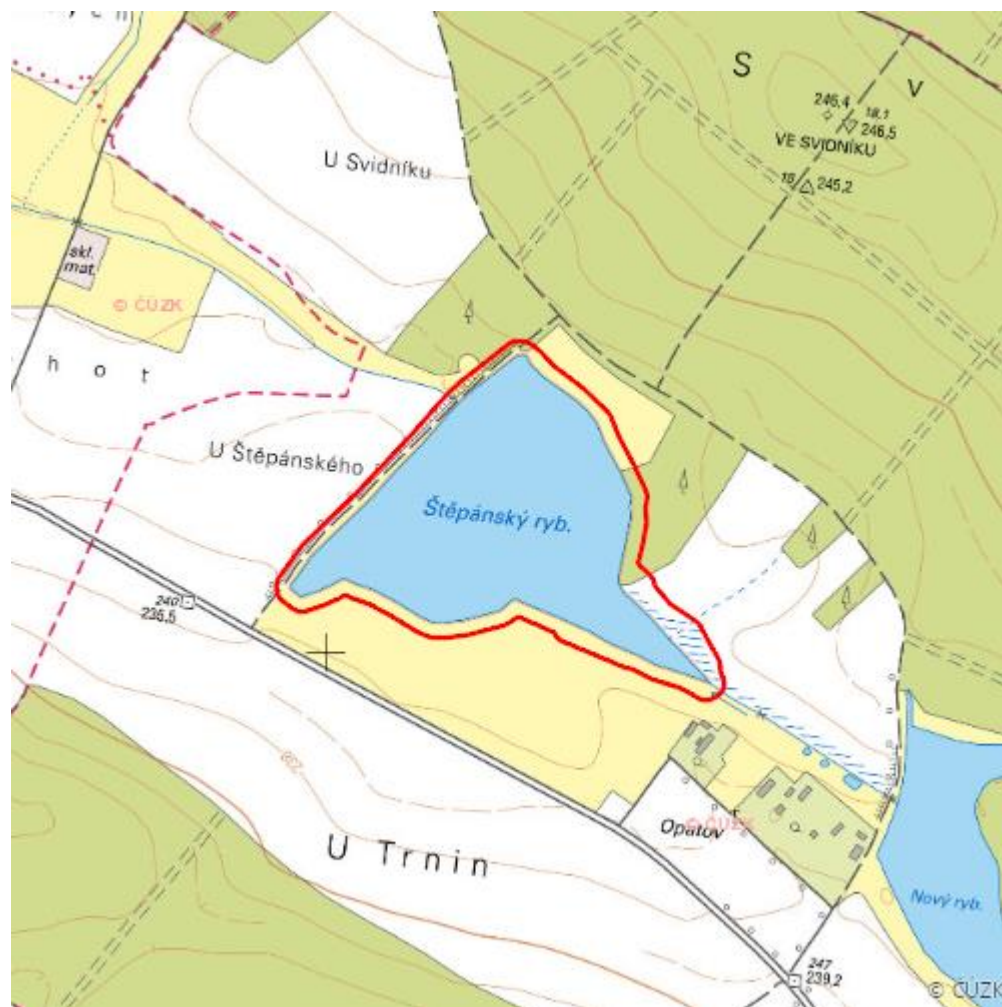 S v
246,4
18.1
246,5
VE SVIDNÍKU
18
245,2
U Svidníku
skl.
mat.
© ČÚZK
h o t
U Štěpánského
Štěpánský ryb.
240
235,5
Opatov
© ČÚZK
U Trnin
Nový ryb.
247
239,2
© ČÚZK